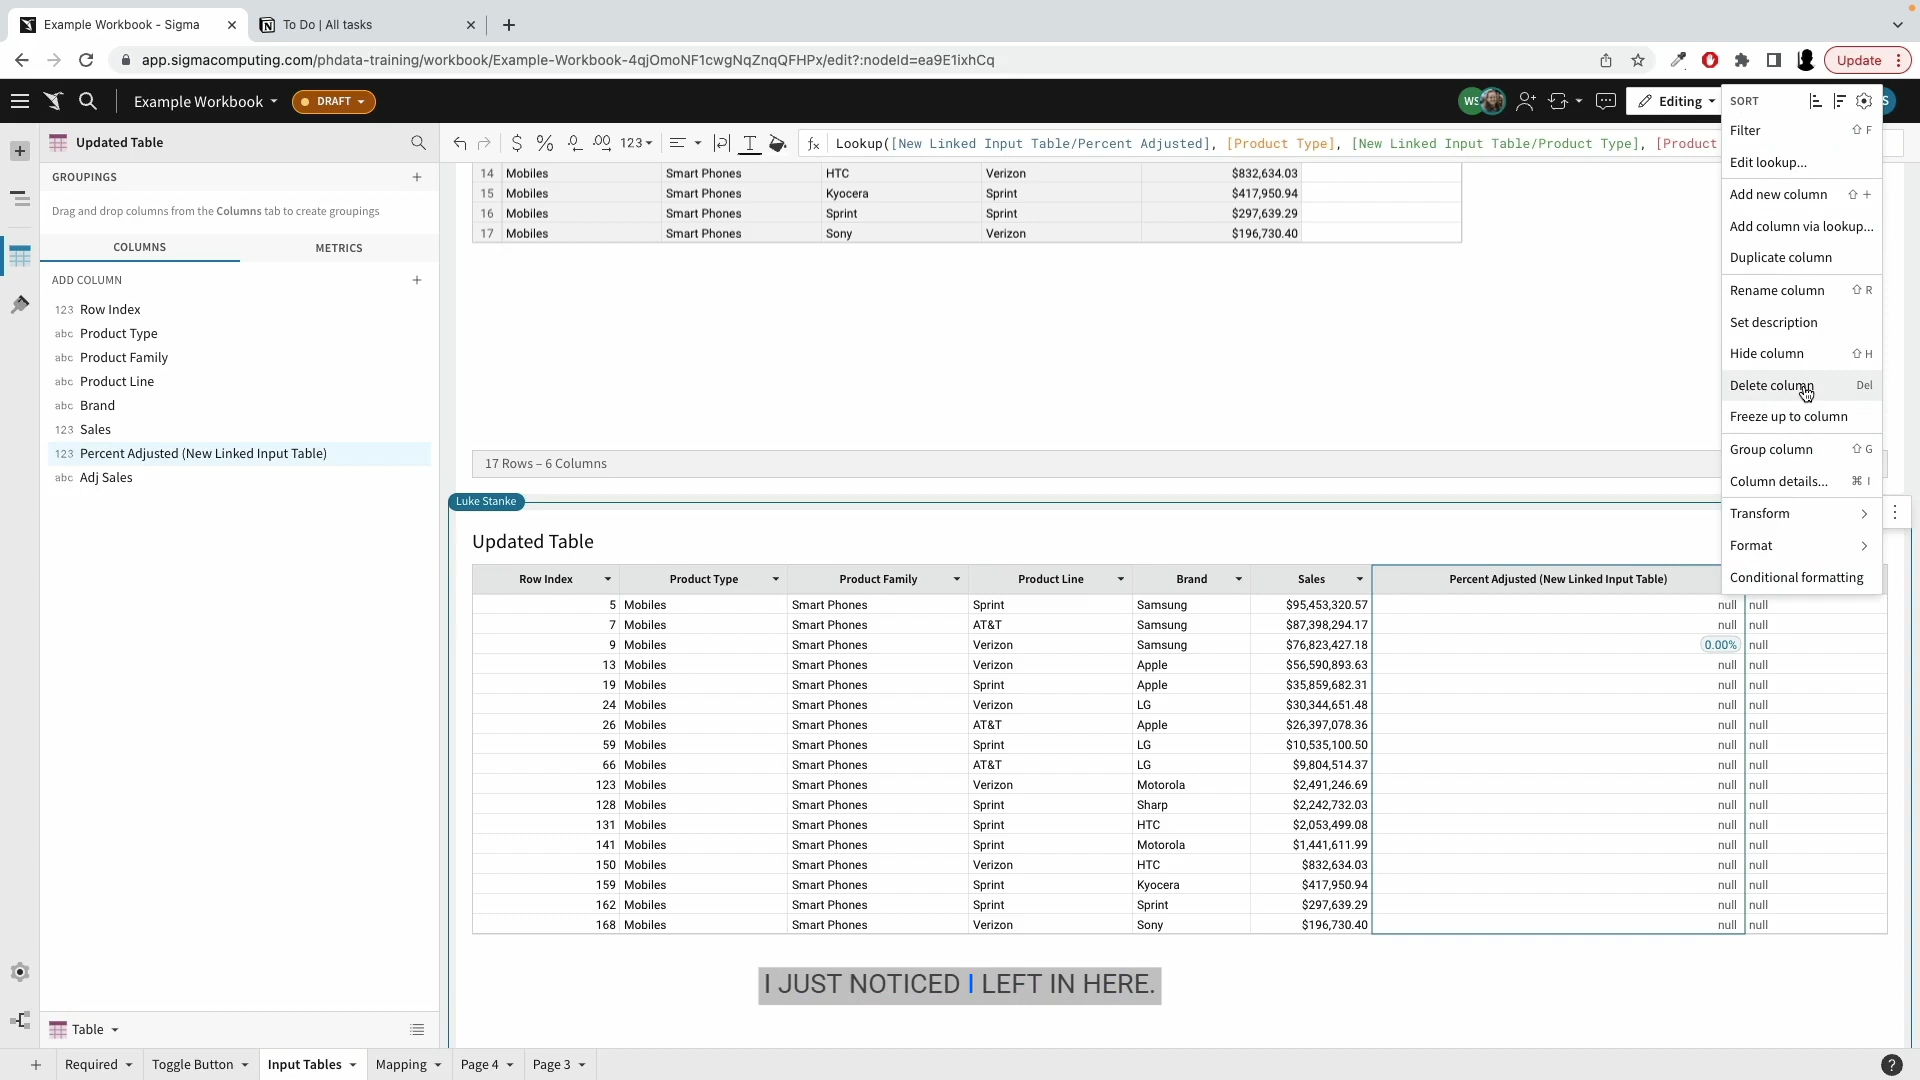 Example Workbook - Sigma
To Do | All tasks
app.sigmacomputing.com/phdata-training/workbook/Example-Workbook-4qjOmoNF1cwgNqZnqQFHPx/edit?:nodeId=ea9E1ixhCq
Update
Example Workbook
DRAFT
WS
Editing
S
Updated Table
$ % .0 .00 123
fx Lookup([New Linked Input Table/Percent Adjusted], [Product Type], [New Linked Input Table/Product Type], [Product
GROUPINGS
Drag and drop columns from the Columns tab to create groupings
COLUMNS METRICS
ADD COLUMN
123 Row Index
abc Product Type
abc Product Family
abc Product Line
abc Brand
123 Sales
123 Percent Adjusted (New Linked Input Table)
abc Adj Sales
Table
14 Mobiles Smart Phones HTC Verizon $832,634.03
15 Mobiles Smart Phones Kyocera Sprint $417,950.94
16 Mobiles Smart Phones Sprint Sprint $297,639.29
17 Mobiles Smart Phones Sony Verizon $196,730.40
17 Rows – 6 Columns
Luke Stanke
Updated Table
Row Index Product Type Product Family Product Line Brand Sales Percent Adjusted (New Linked Input Table)
5 Mobiles Smart Phones Sprint Samsung $95,453,320.57 null null
7 Mobiles Smart Phones AT&T Samsung $87,398,294.17 null null
9 Mobiles Smart Phones Verizon Samsung $76,823,427.18 0.00% null
13 Mobiles Smart Phones Verizon Apple $56,590,893.63 null null
19 Mobiles Smart Phones Sprint Apple $35,859,682.31 null null
24 Mobiles Smart Phones Verizon LG $30,344,651.48 null null
26 Mobiles Smart Phones AT&T Apple $26,397,078.36 null null
59 Mobiles Smart Phones Sprint LG $10,535,100.50 null null
66 Mobiles Smart Phones AT&T LG $9,804,514.37 null null
123 Mobiles Smart Phones Verizon Motorola $2,491,246.69 null null
128 Mobiles Smart Phones Sprint Sharp $2,242,732.03 null null
131 Mobiles Smart Phones Sprint HTC $2,053,499.08 null null
141 Mobiles Smart Phones Sprint Motorola $1,441,611.99 null null
150 Mobiles Smart Phones Verizon HTC $832,634.03 null null
159 Mobiles Smart Phones Sprint Kyocera $417,950.94 null null
162 Mobiles Smart Phones Sprint Sprint $297,639.29 null null
168 Mobiles Smart Phones Verizon Sony $196,730.40 null null
I JUST NOTICED I LEFT IN HERE.
SORT
Filter ⇧ F
Edit lookup...
Add new column ⇧ +
Add column via lookup...
Duplicate column
Rename column ⇧ R
Set description
Hide column ⇧ H
Delete column Del
Freeze up to column
Group column ⇧ G
Column details... ⌘ I
Transform
Format
Conditional formatting
Required
Toggle Button
Input Tables
Mapping
Page 4
Page 3